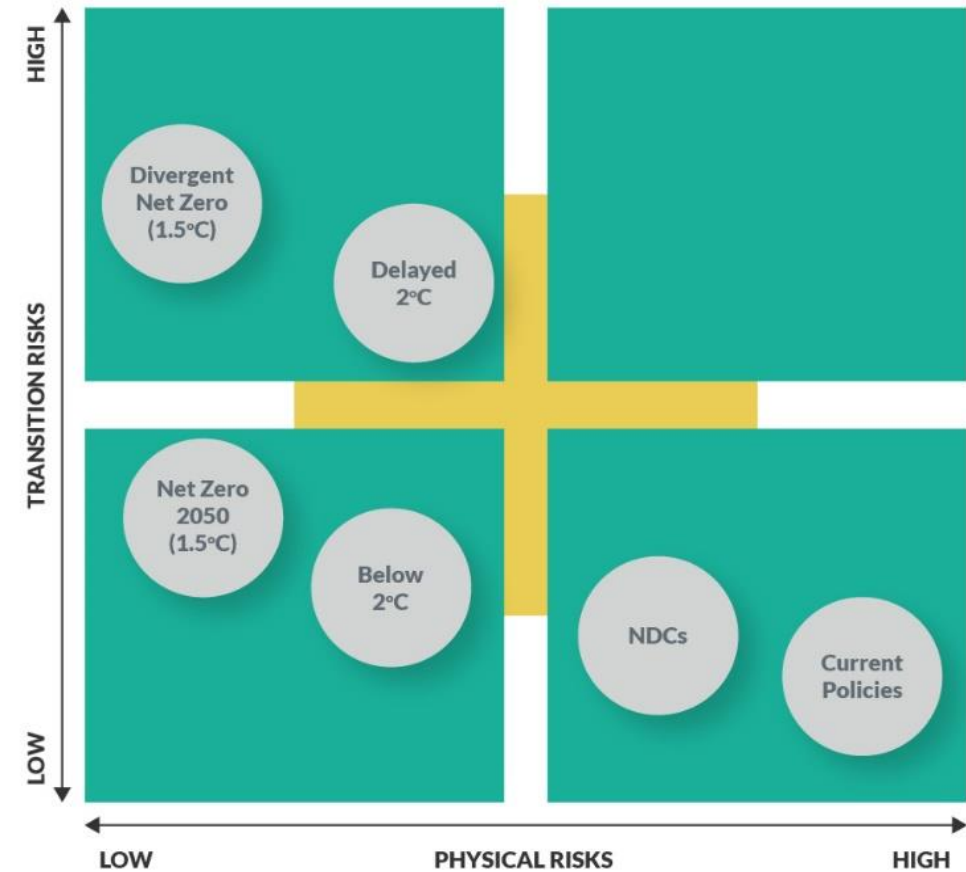 HIGH
TRANSITION RISKS
LOW
Divergent
Net Zero
(1.5°C)
Delayed
2°C
Net Zero
2050
(1.5°C)
Below
2°C
NDCs
Current
Policies
LOW
PHYSICAL RISKS
HIGH